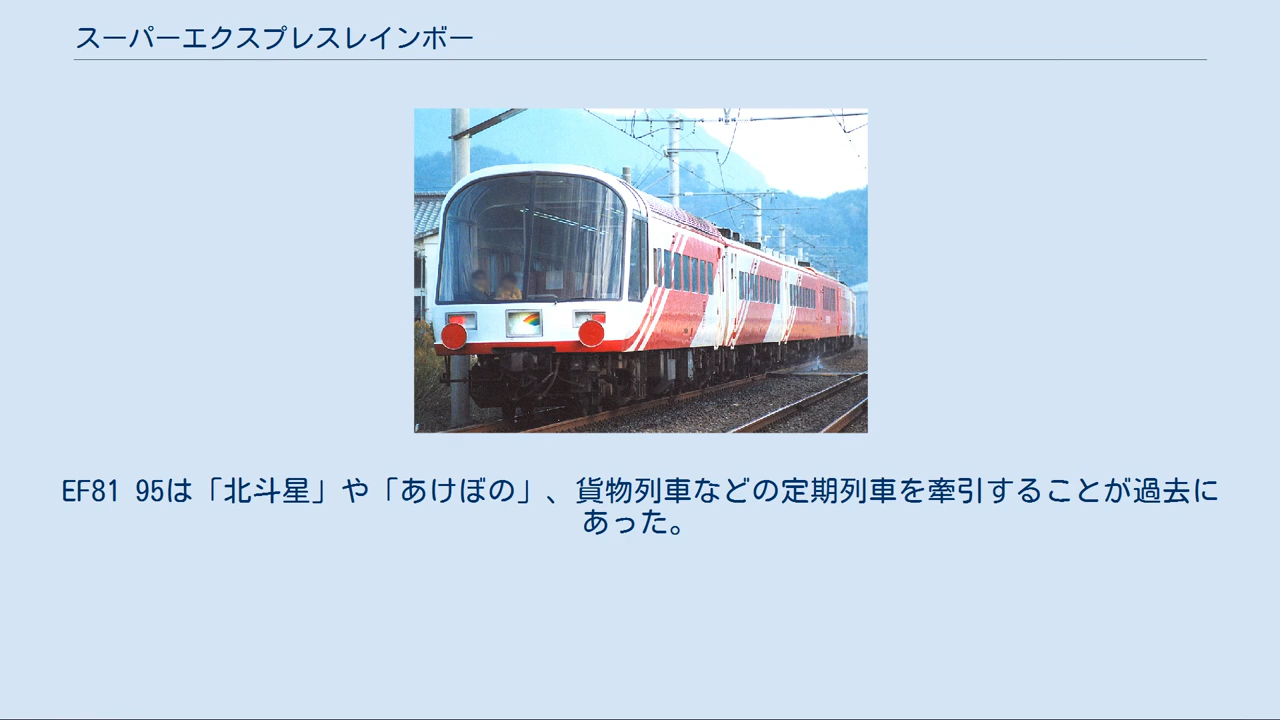 スーパーエクスプレスレインボー
EF81 95は「北斗星」や「あけぼの」、貨物列車などの定期列車を牽引することが過去に
あった。